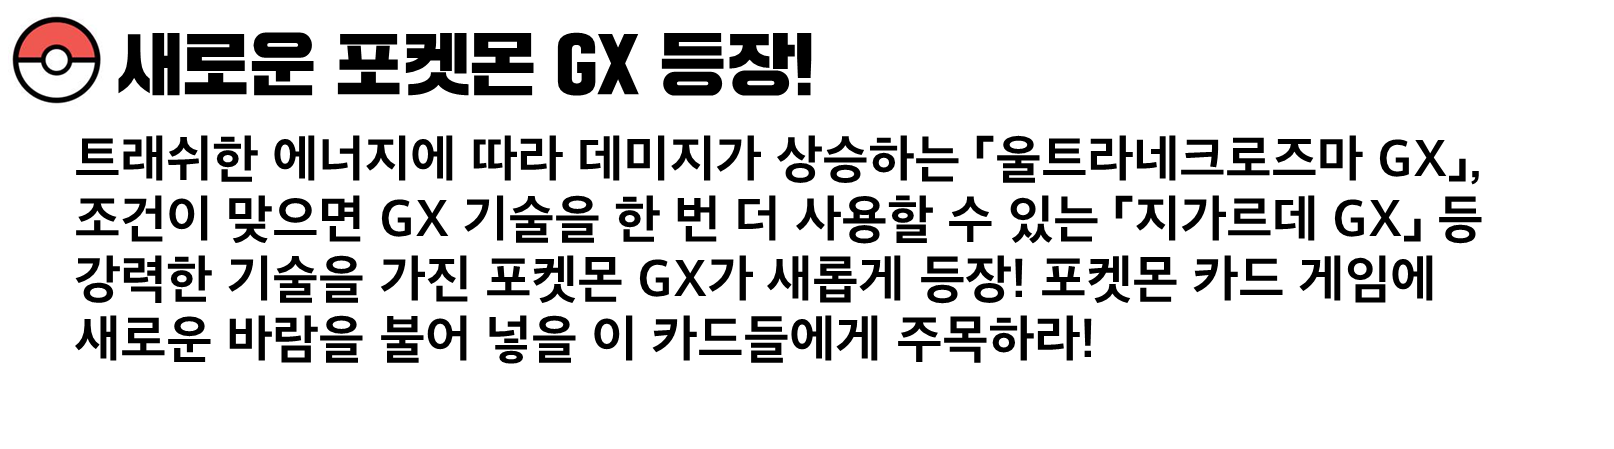 새로운 포켓몬 GX 등장!
트래쉬한 에너지에 따라 데미지가 상승하는 「울트라네크로즈마 GX」,
조건이 맞으면 GX 기술을 한 번 더 사용할 수 있는 「지가르데 GX」 등
강력한 기술을 가진 포켓몬 GX가 새롭게 등장! 포켓몬 카드 게임에
새로운 바람을 불어 넣을 이 카드들에게 주목하라!